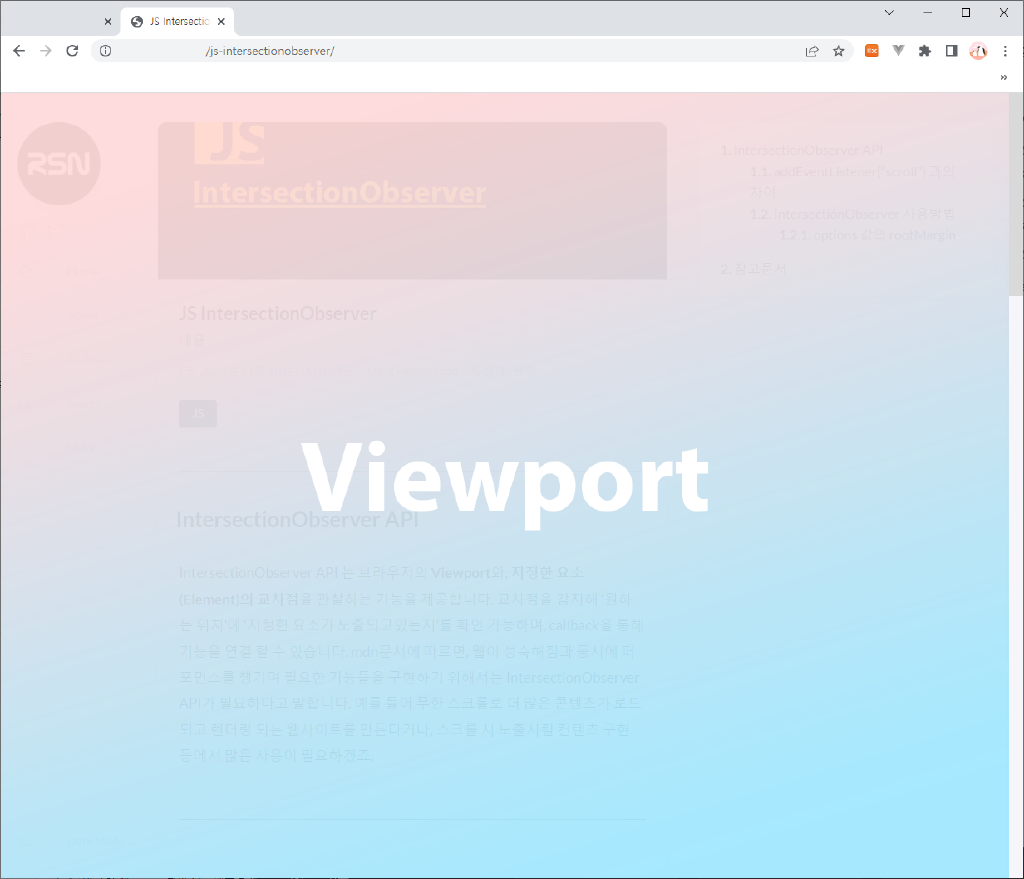 JS Intersectio
/js-intersectionobserver/
RSN
JS
IntersectionObserver
1. IntersectionObserver API
1.1. addEventListener("scroll") 과의
차이
1.2. IntersectionObserver 사용방법
1.2.1. options 값의 rootMargin
2. 참고문서
JS IntersectionObserver
JS
Viewport
IntersectionObserver API
IntersectionObserver API는 브라우저의 Viewport와, 지정한 요소
(Element)의 교차점을 관찰하는 기능을 제공합니다. 교차점을 감지해 '원하
는 위치'에 '지정한 요소가 노출되고있는지'를 확인 가능하며, callback을 통해
기능을 연결 할 수 있습니다. mdn문서에 따르면, 웹이 성숙해짐과 동시에 퍼
포먼스를 챙기며 필요한 기능들을 구현하기 위해서는 IntersectionObserver
API가 필요하다고 말합니다. 예를 들어 무한 스크롤로 더 많은 콘텐츠가 로드
되고 렌더링 되는 웹사이트를 만든다거나, 스크롤 시 노출시킬 컨텐츠 구현
등에서 많은 사용이 필요하겠죠.